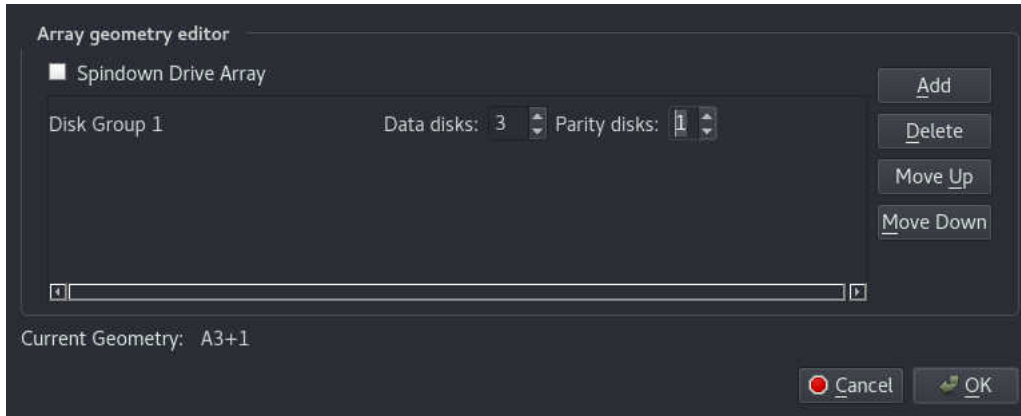 Array geometry editor
Spindown Drive Array
Add
Disk Group 1 Data disks: 3 Parity disks: 1
Delete
Move Up
Move Down
Current Geometry: A3+1
Cancel OK